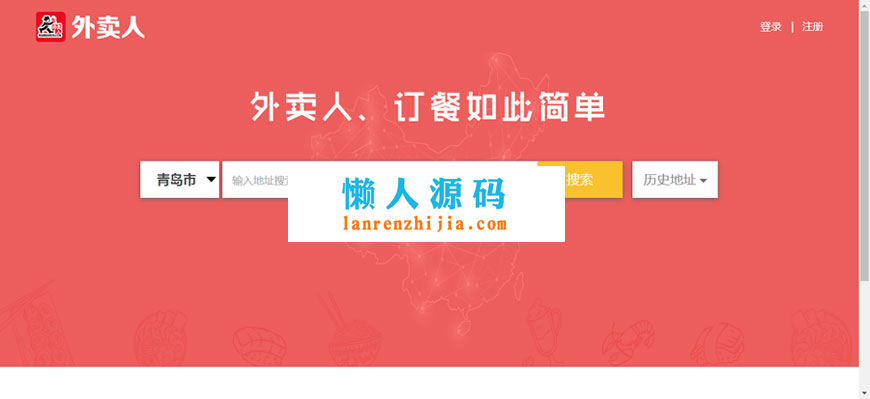 外卖人
登录 | 注册
外卖人、订餐如此简单
青岛市
输入地址搜
搜索
历史地址
懒人源码
lanrenzhijia.com